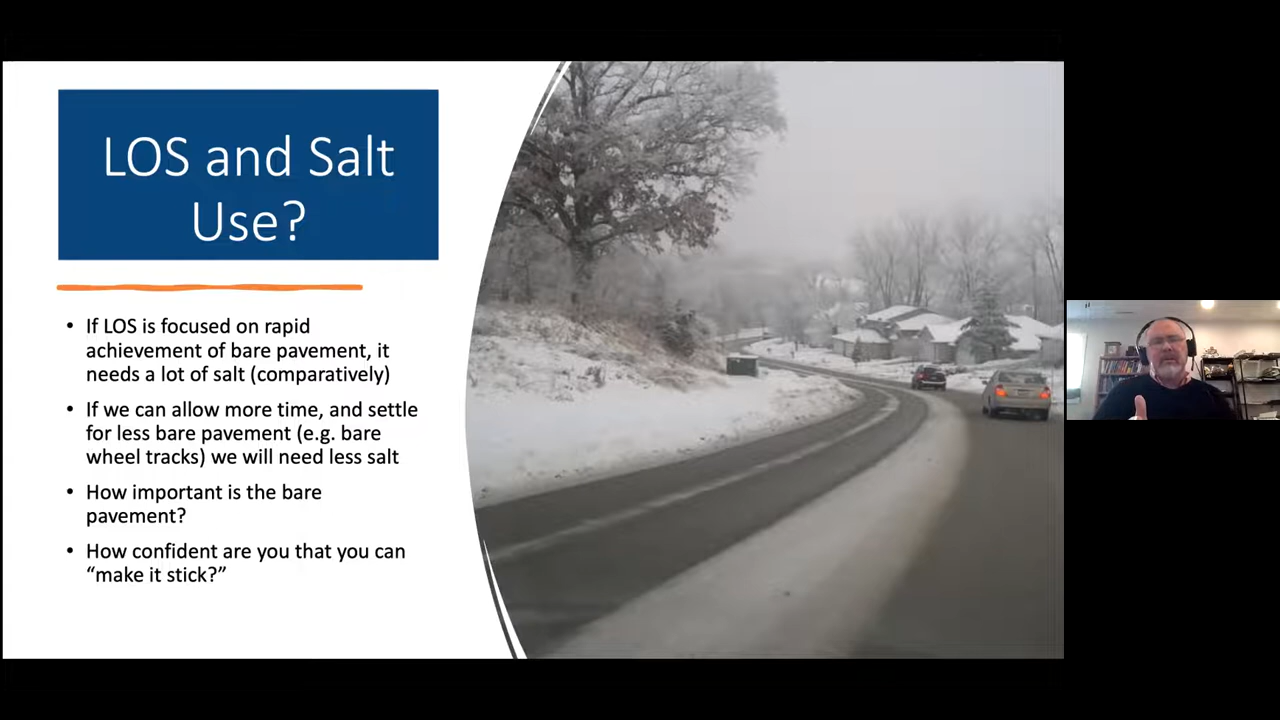 LOS and Salt
Use?
• If LOS is focused on rapid
achievement of bare pavement, it
needs a lot of salt (comparatively)
• If we can allow more time, and settle
for less bare pavement (e.g. bare
wheel tracks) we will need less salt
• How important is the bare
pavement?
• How confident are you that you can
“make it stick?”